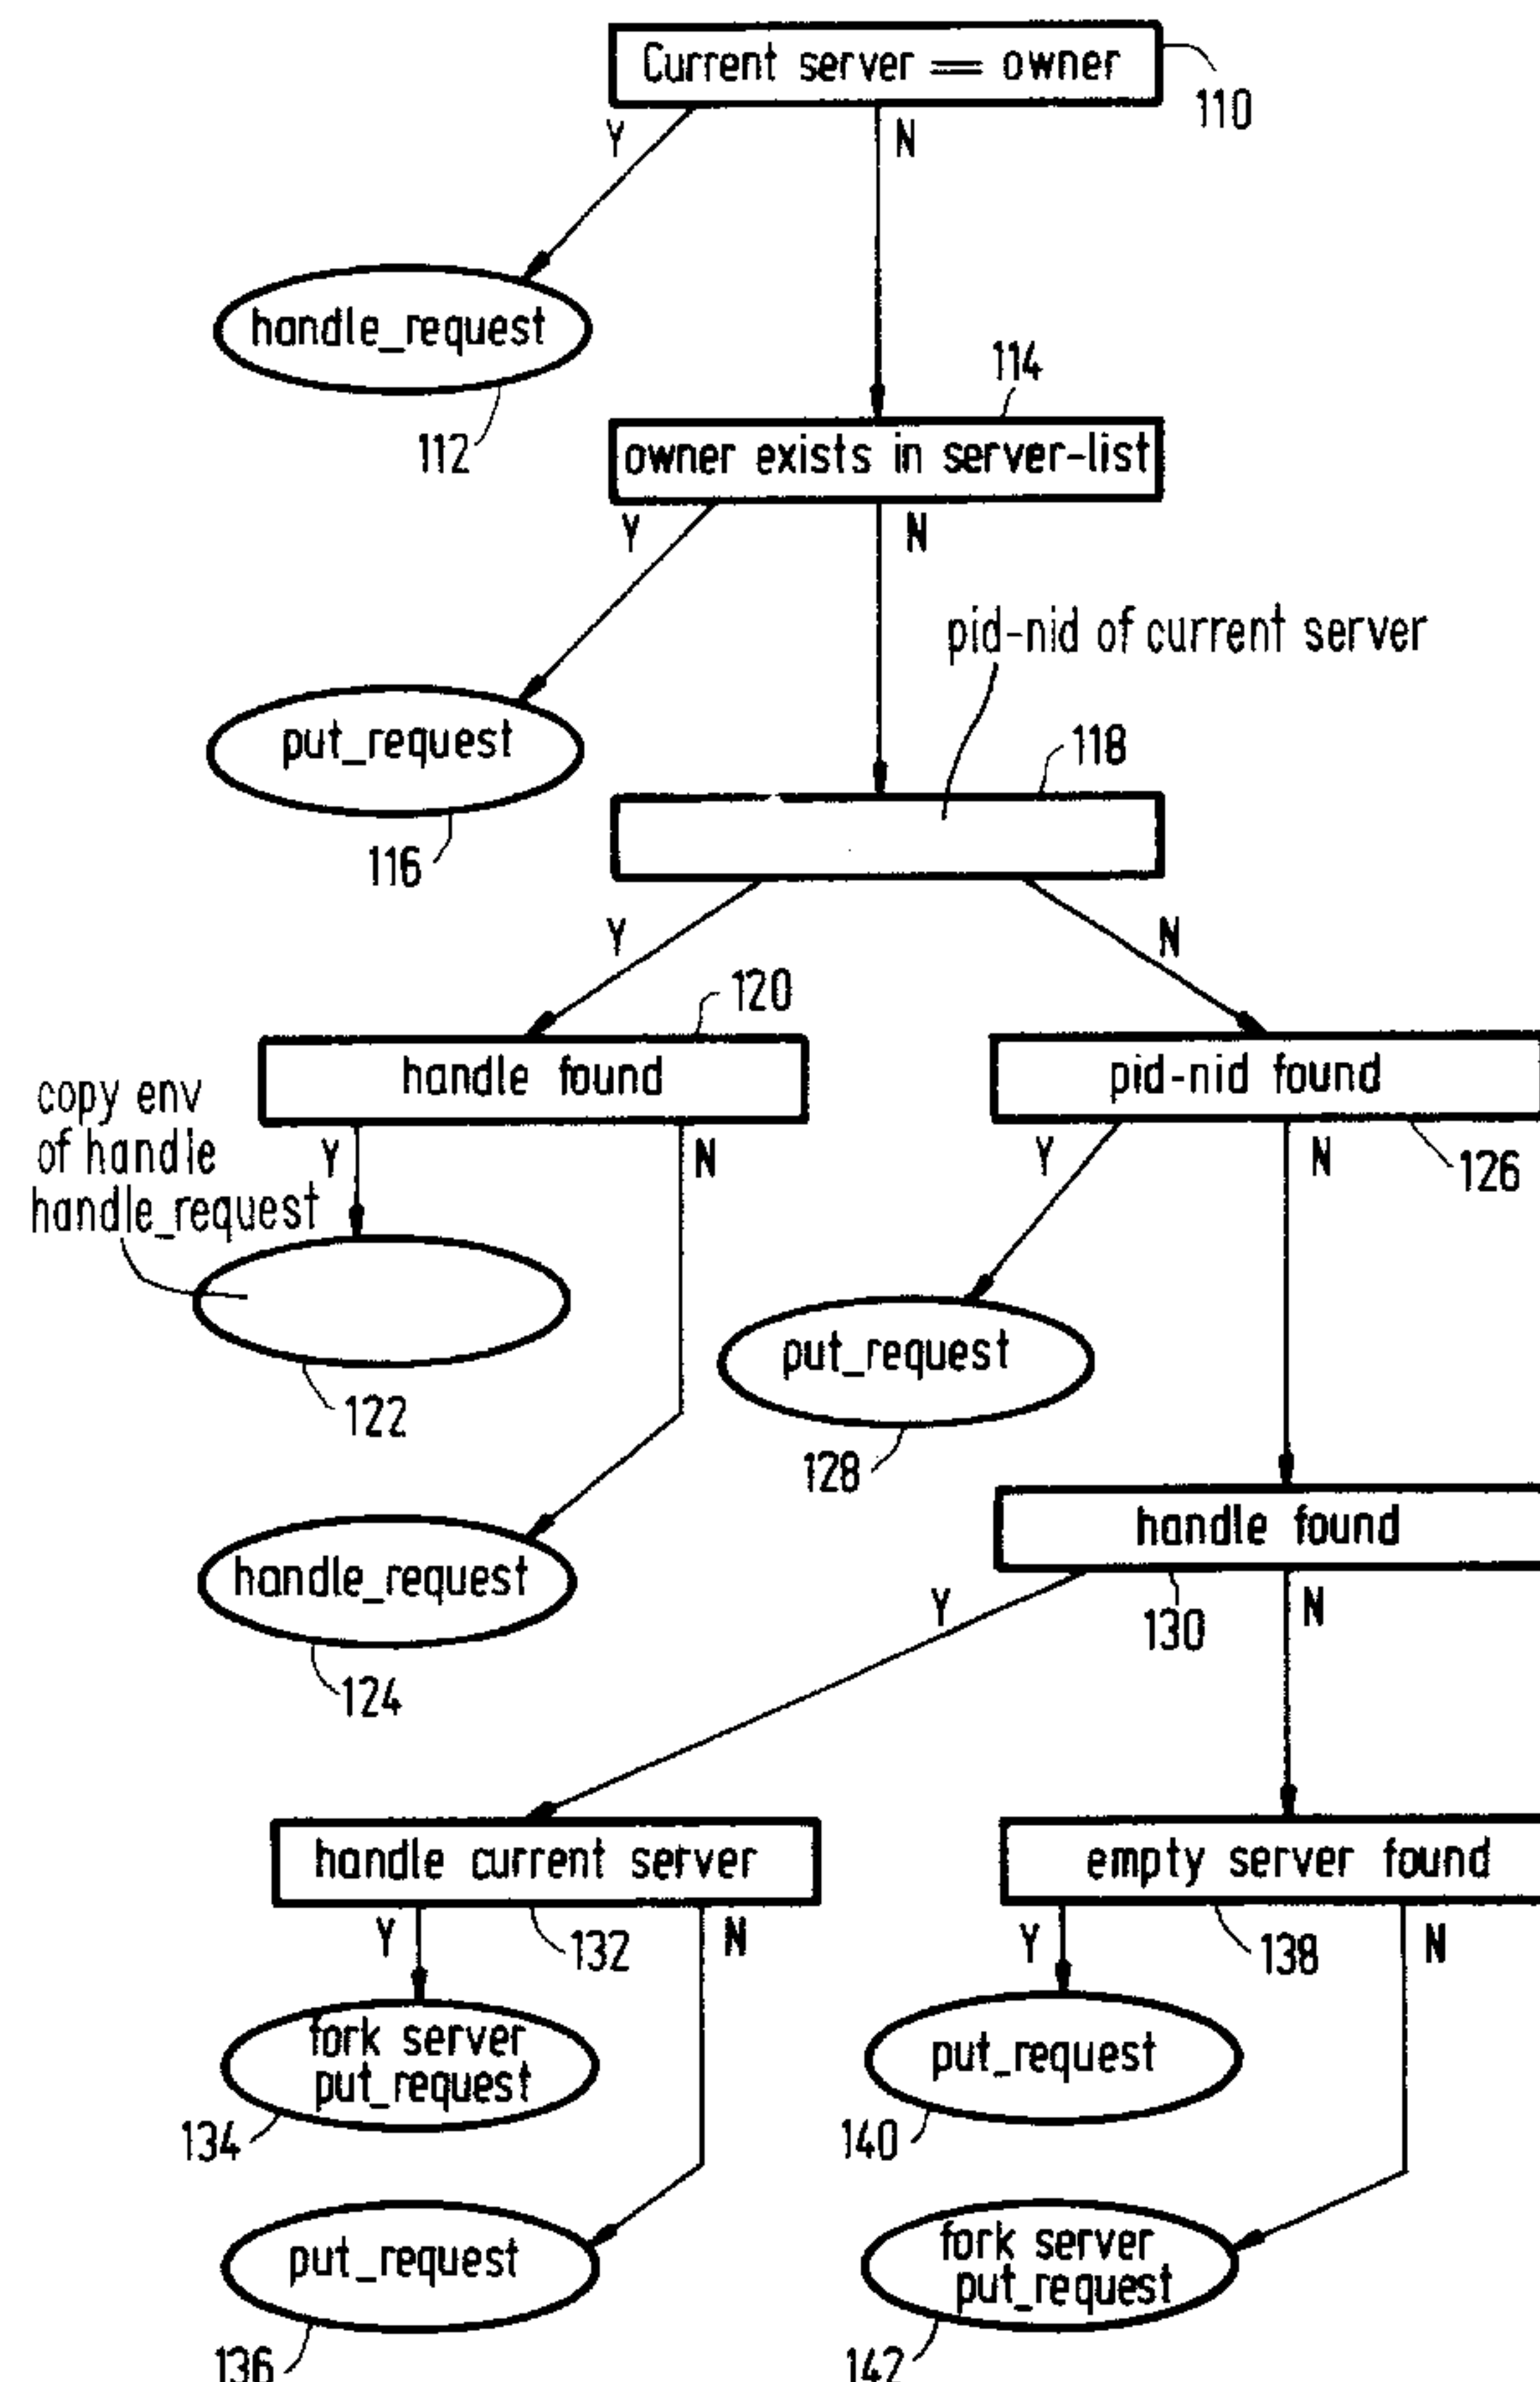 Current server == owner
110
Y
N
handle_request
112
114
owner exists in server-list
Y
N
pid-nid of current server
put_request
116
118
Y
N
120
handle found
pid-nid found
126
copy env
of handle
handle_request
Y
N
Y
N
122
put_request
128
handle found
130
handle_request
124
Y
N
handle current server
132
empty server found
138
Y
N
Y
N
fork server
put_request
134
put_request
140
put_request
136
fork server
put_request
142